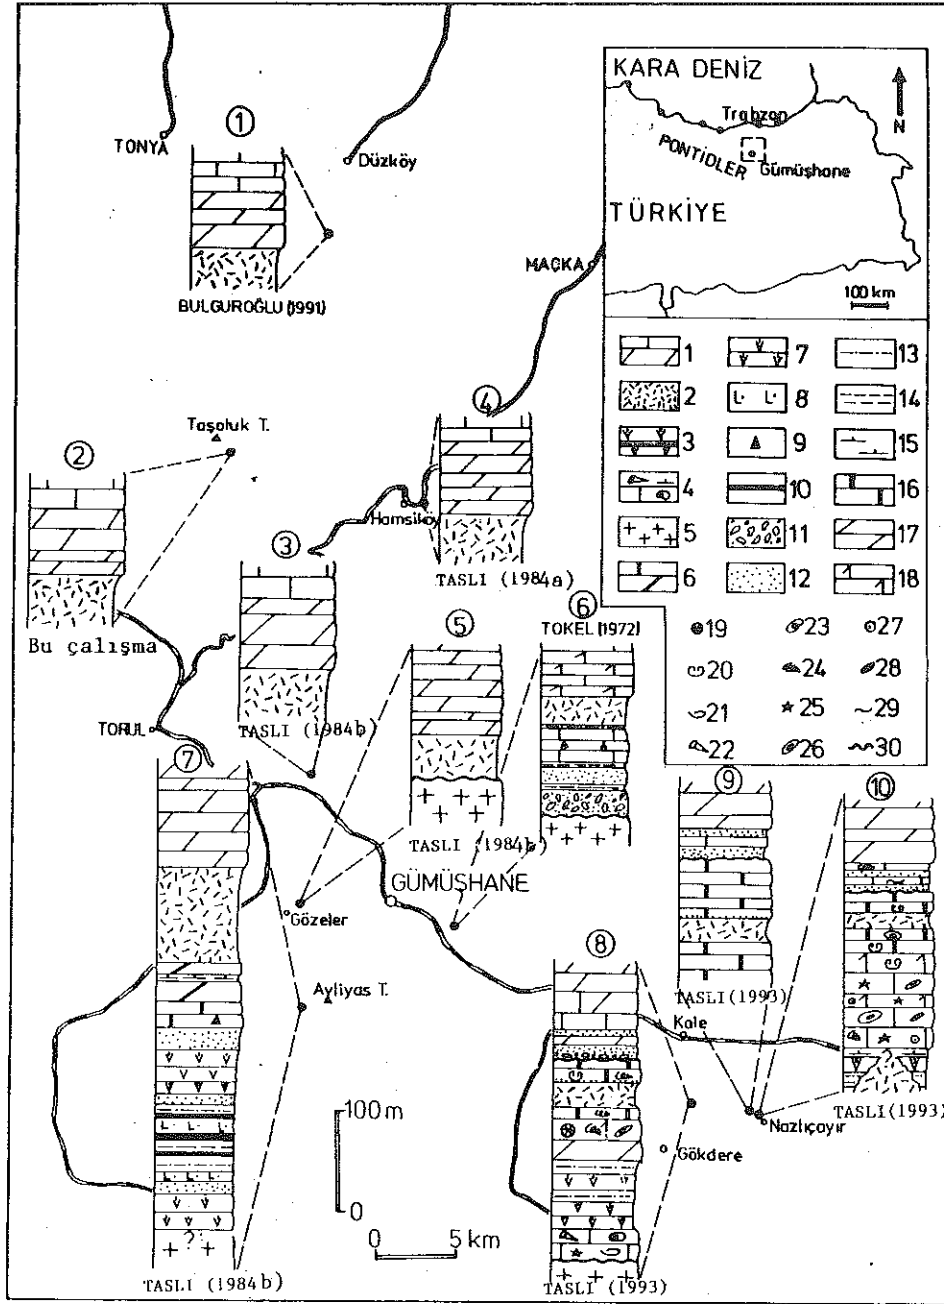 TONYA
①
Düzköy
BULGUROĞLU (1991)
KARA DENİZ
Trabzon
N
PONTİDLER
Gümüşhane
TÜRKİYE
100 km
MAÇKA
1 7 13
2 8 14
3 9 15
4 10 16
5 11 17
6 12 18
19 23 27
20 24 28
21 25 29
22 26 30
Taşoluk T.
②
Bu çalışma
④
Hamsiköy
TASLI (1984a)
③
TASLI (1984b)
TORUL
⑤
TASLI (1984b)
⑥
TOKEL (1972)
⑦
?
TASLI (1984b)
GÜMÜŞHANE
Gözeler
Ayliyas T.
⑧
TASLI (1993)
⑨
TASLI (1993)
Kale
⑩
?
TASLI (1993)
Nazlıçayır
Gökdere
100 m
0
0 5 km